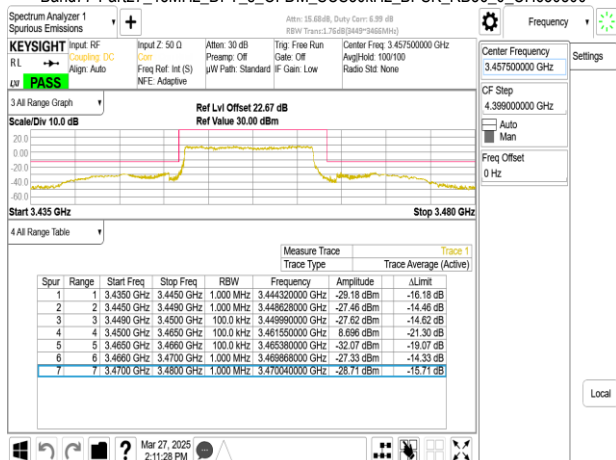 Spectrum Analyzer 1
Spurious Emissions
Attn: 15.68dB, Duty Corr: 6.99 dB
RBW Trans:1.76dB(3449~3466MHz)
Frequency
KEYSIGHT
Input: RF
Input Z: 50 Ω
Atten: 30 dB
Trig: Free Run
Center Freq: 3.457500000 GHz
RL
Coupling: DC
Corr
Preamp: Off
Gate: Off
Avg|Hold: 100/100
Align: Auto
Freq Ref: Int (S)
µW Path: Standard
IF Gain: Low
Radio Std: None
NFE: Adaptive
LXI
PASS
Center Frequency
3.457500000 GHz
Settings
CF Step
4.399000000 GHz
Auto
Man
Freq Offset
0 Hz
3 All Range Graph
Ref Lvl Offset 22.67 dB
Scale/Div 10.0 dB
Ref Value 30.00 dBm
20.0
0.00
-20.0
-40.0
-60.0
Start 3.435 GHz
Stop 3.480 GHz
4 All Range Table
Measure Trace Trace 1
Trace Type Trace Average (Active)
Spur Range Start Freq Stop Freq RBW Frequency Amplitude ΔLimit
1 1 3.4350 GHz 3.4450 GHz 1.000 MHz 3.444320000 GHz -29.18 dBm -16.18 dB
2 2 3.4450 GHz 3.4490 GHz 1.000 MHz 3.448628000 GHz -27.46 dBm -14.46 dB
3 3 3.4490 GHz 3.4500 GHz 100.0 kHz 3.449990000 GHz -27.62 dBm -14.62 dB
4 4 3.4500 GHz 3.4650 GHz 100.0 kHz 3.461550000 GHz 8.696 dBm -21.30 dB
5 5 3.4650 GHz 3.4660 GHz 100.0 kHz 3.465380000 GHz -32.07 dBm -19.07 dB
6 6 3.4660 GHz 3.4700 GHz 1.000 MHz 3.469868000 GHz -27.33 dBm -14.33 dB
7 7 3.4700 GHz 3.4800 GHz 1.000 MHz 3.470040000 GHz -28.71 dBm -15.71 dB
Local
Mar 27, 2025
2:11:28 PM